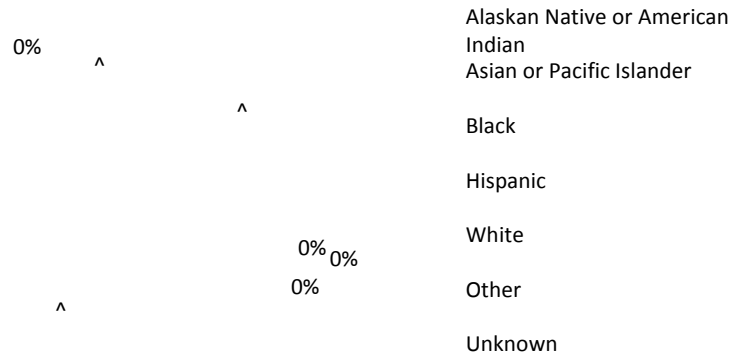 Alaskan Native or American
Indian
0%
^
Asian or Pacific Islander
^
Black
Hispanic
White
0%
0%
0%
Other
^
Unknown